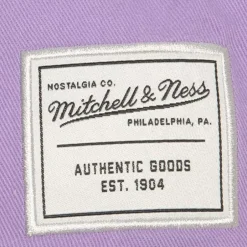 NOSTALGIA CO.
Mitchell & Ness
PHILADELPHIA, PA.
AUTHENTIC GOODS
EST. 1904